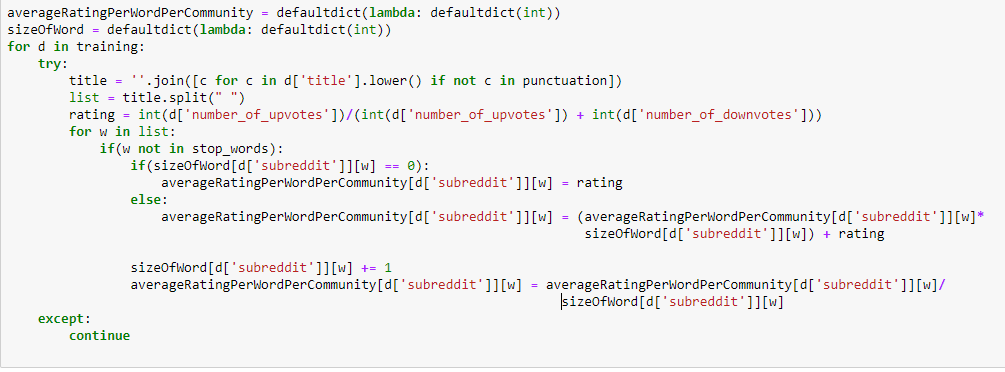 averageRatingPerWordPerCommunity = defaultdict(lambda: defaultdict(int))
sizeOfWord = defaultdict(lambda: defaultdict(int))
for d in training:
    try:
        title = ''.join([c for c in d['title'].lower() if not c in punctuation])
        list = title.split(" ")
        rating = int(d['number_of_upvotes'])/(int(d['number_of_upvotes']) + int(d['number_of_downvotes']))
        for w in list:
            if(w not in stop_words):
                if(sizeOfWord[d['subreddit']][w] == 0):
                    averageRatingPerWordPerCommunity[d['subreddit']][w] = rating
                else:
                    averageRatingPerWordPerCommunity[d['subreddit']][w] = (averageRatingPerWordPerCommunity[d['subreddit']][w]*
                                                                           sizeOfWord[d['subreddit']][w]) + rating
                sizeOfWord[d['subreddit']][w] += 1
                averageRatingPerWordPerCommunity[d['subreddit']][w] = averageRatingPerWordPerCommunity[d['subreddit']][w]/
                                                                        sizeOfWord[d['subreddit']][w]
    except:
        continue